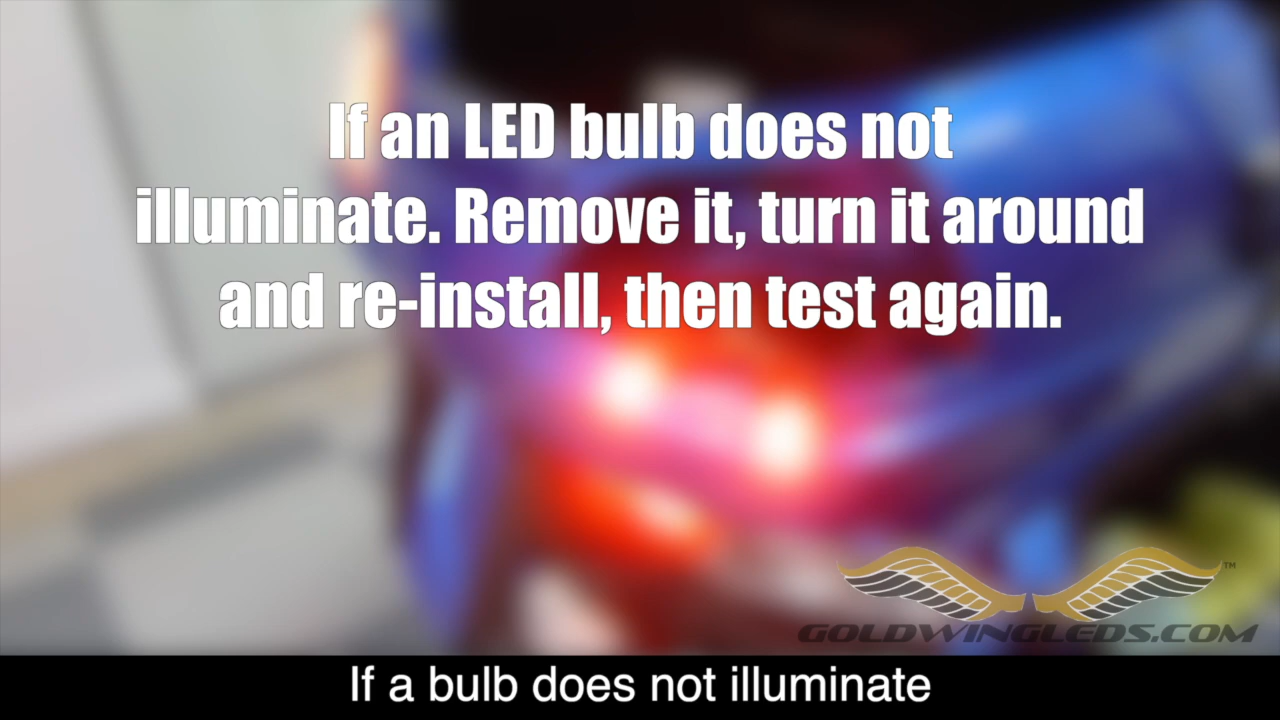 If an LED bulb does not
illuminate. Remove it, turn it around
and re-install, then test again.
TM
GOLDWINGLEDS.COM
If a bulb does not illuminate